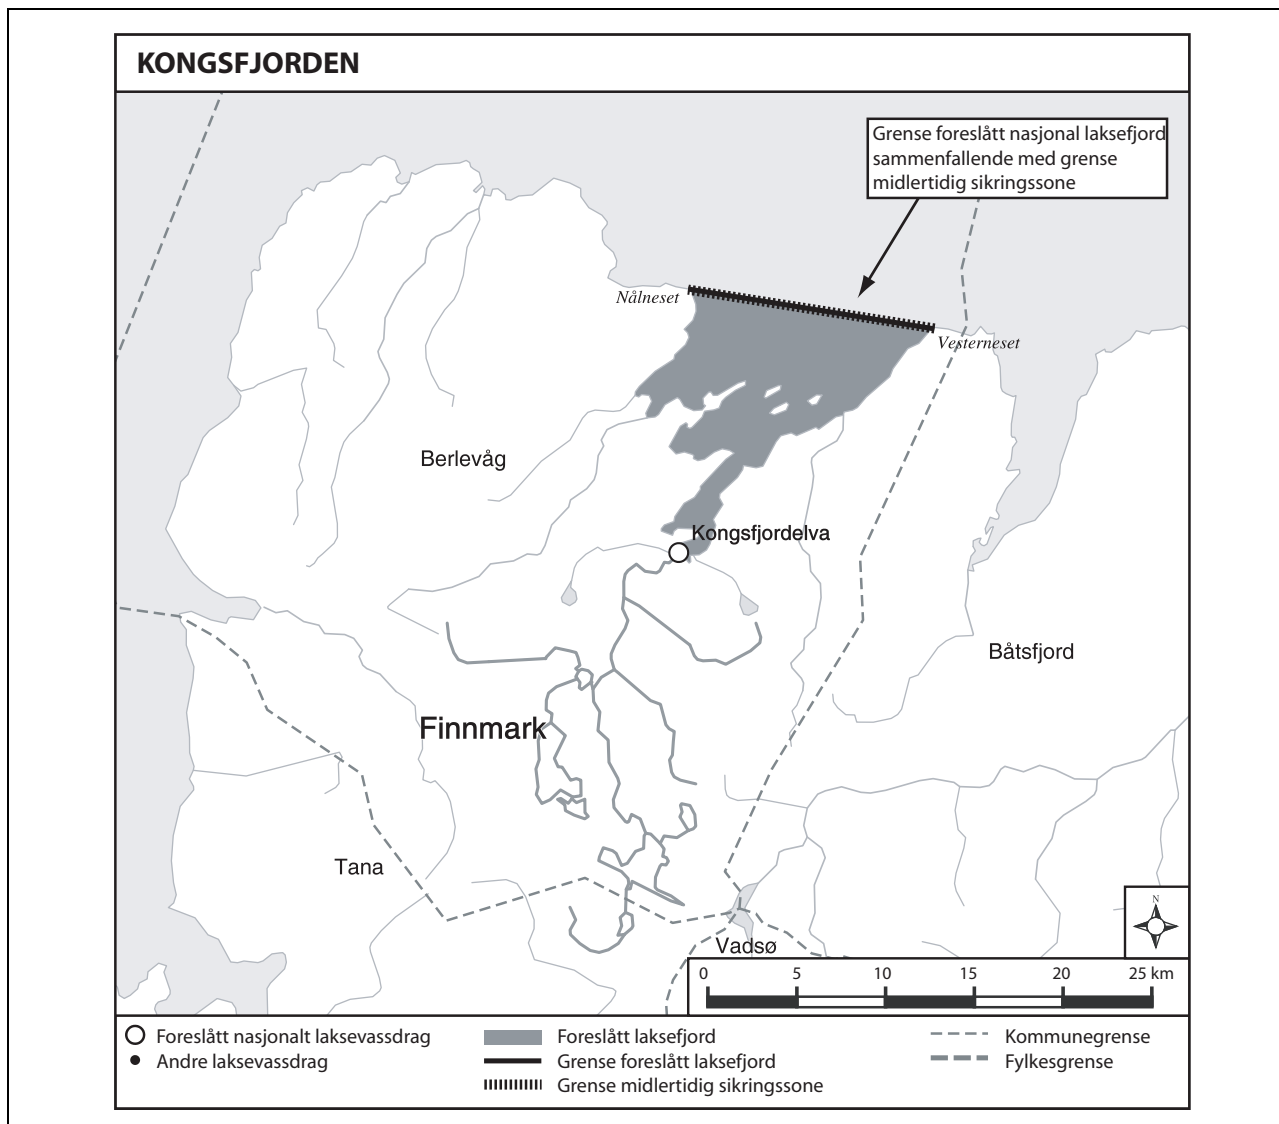 KONGSFJORDEN
Grense foreslått nasjonal laksefjord
sammenfallende med grense
midlertidig sikringssone
Nålneset
Vesterneset
Berlevåg
Kongsfjordelva
Båtsfjord
Finnmark
Tana
Vadsø
N
0 5 10 15 20 25 km
Foreslått nasjonalt laksevassdrag
Andre laksevassdrag
Foreslått laksefjord
Grense foreslått laksefjord
Grense midlertidig sikringssone
Kommunegrense
Fylkesgrense